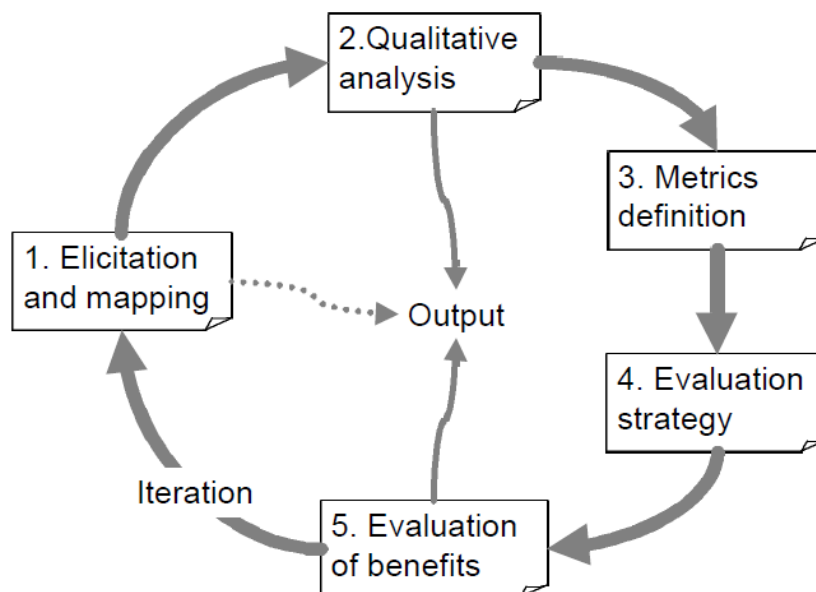 2.Qualitative
analysis
3. Metrics
definition
1. Elicitation
and mapping
Output
4. Evaluation
strategy
Iteration
5. Evaluation
of benefits